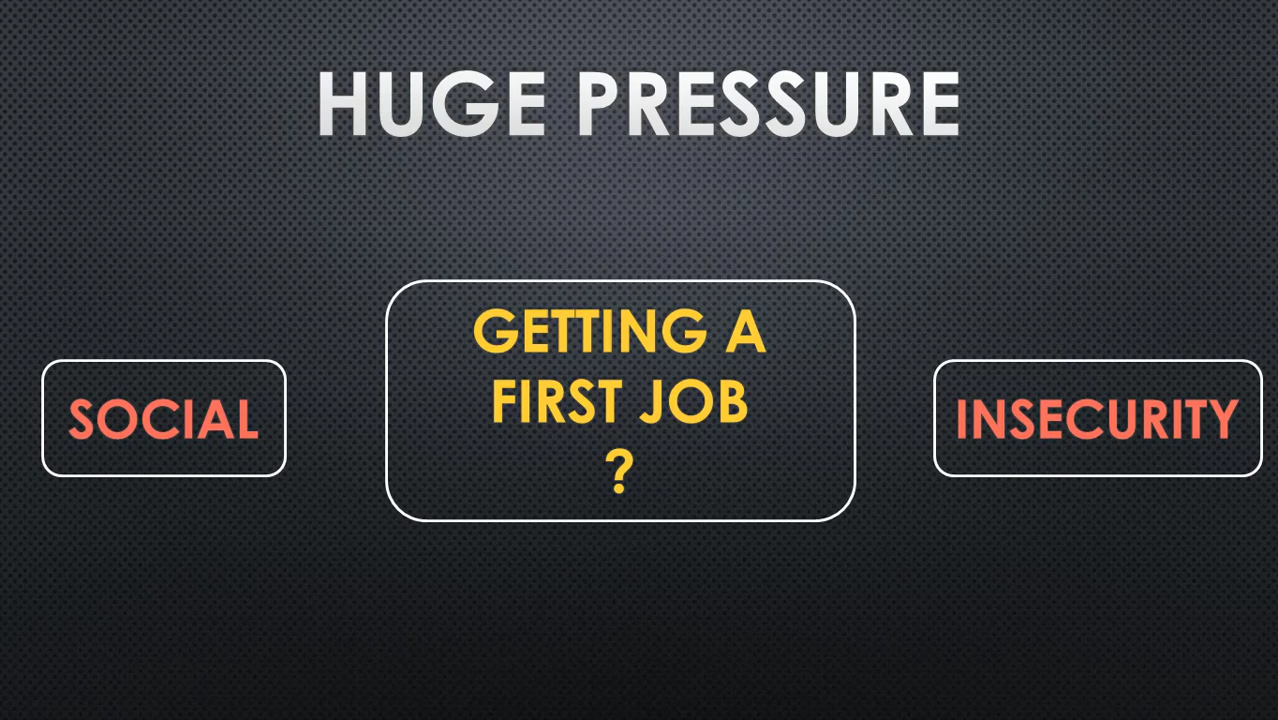 HUGE PRESSURE
SOCIAL
GETTING A
FIRST JOB
?
INSECURITY